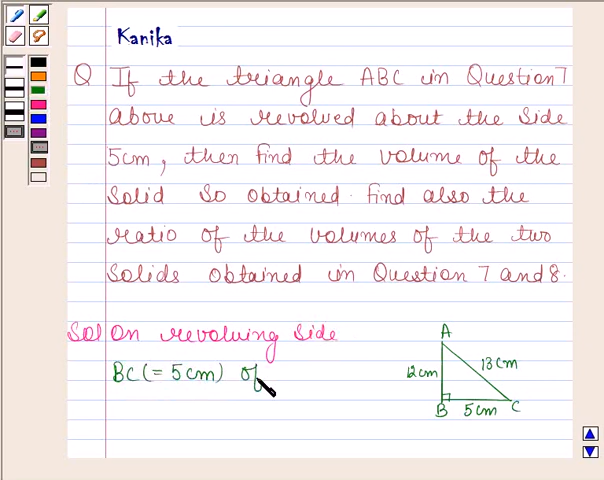 Kanika
Q If the triangle ABC in Question 7
above is revolved about the side
5cm, then find the volume of the
Solid So obtained. Find also the
ratio of the volumes of the two
Solids obtained in Question 7 and 8.
Sol On revolving side
BC (= 5cm) of
A
12cm
13cm
B
5cm
C